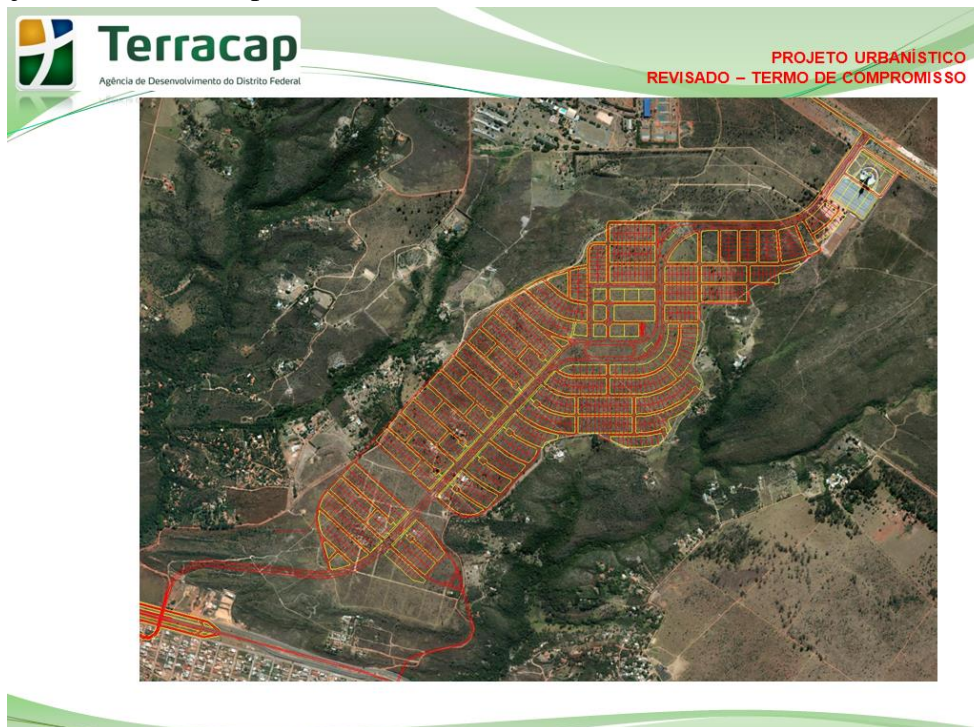 Terracap
Agência de Desenvolvimento do Distrito Federal
PROJETO URBANÍSTICO
REVISADO – TERMO DE COMPROMISSO